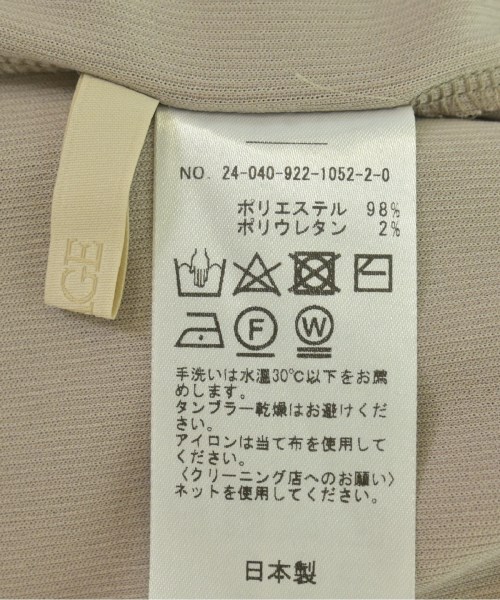 NO. 24-040-922-1052-2-0
ポリエステル 98%
ポリウレタン 2%
F W
手洗いは水温30℃以下をお薦
めします。
タンブラー乾燥はお避けくだ
さい。
アイロンは当て布を使用して
ください。
〈クリーニング店へのお願い〉
ネットを使用してください。
日本製